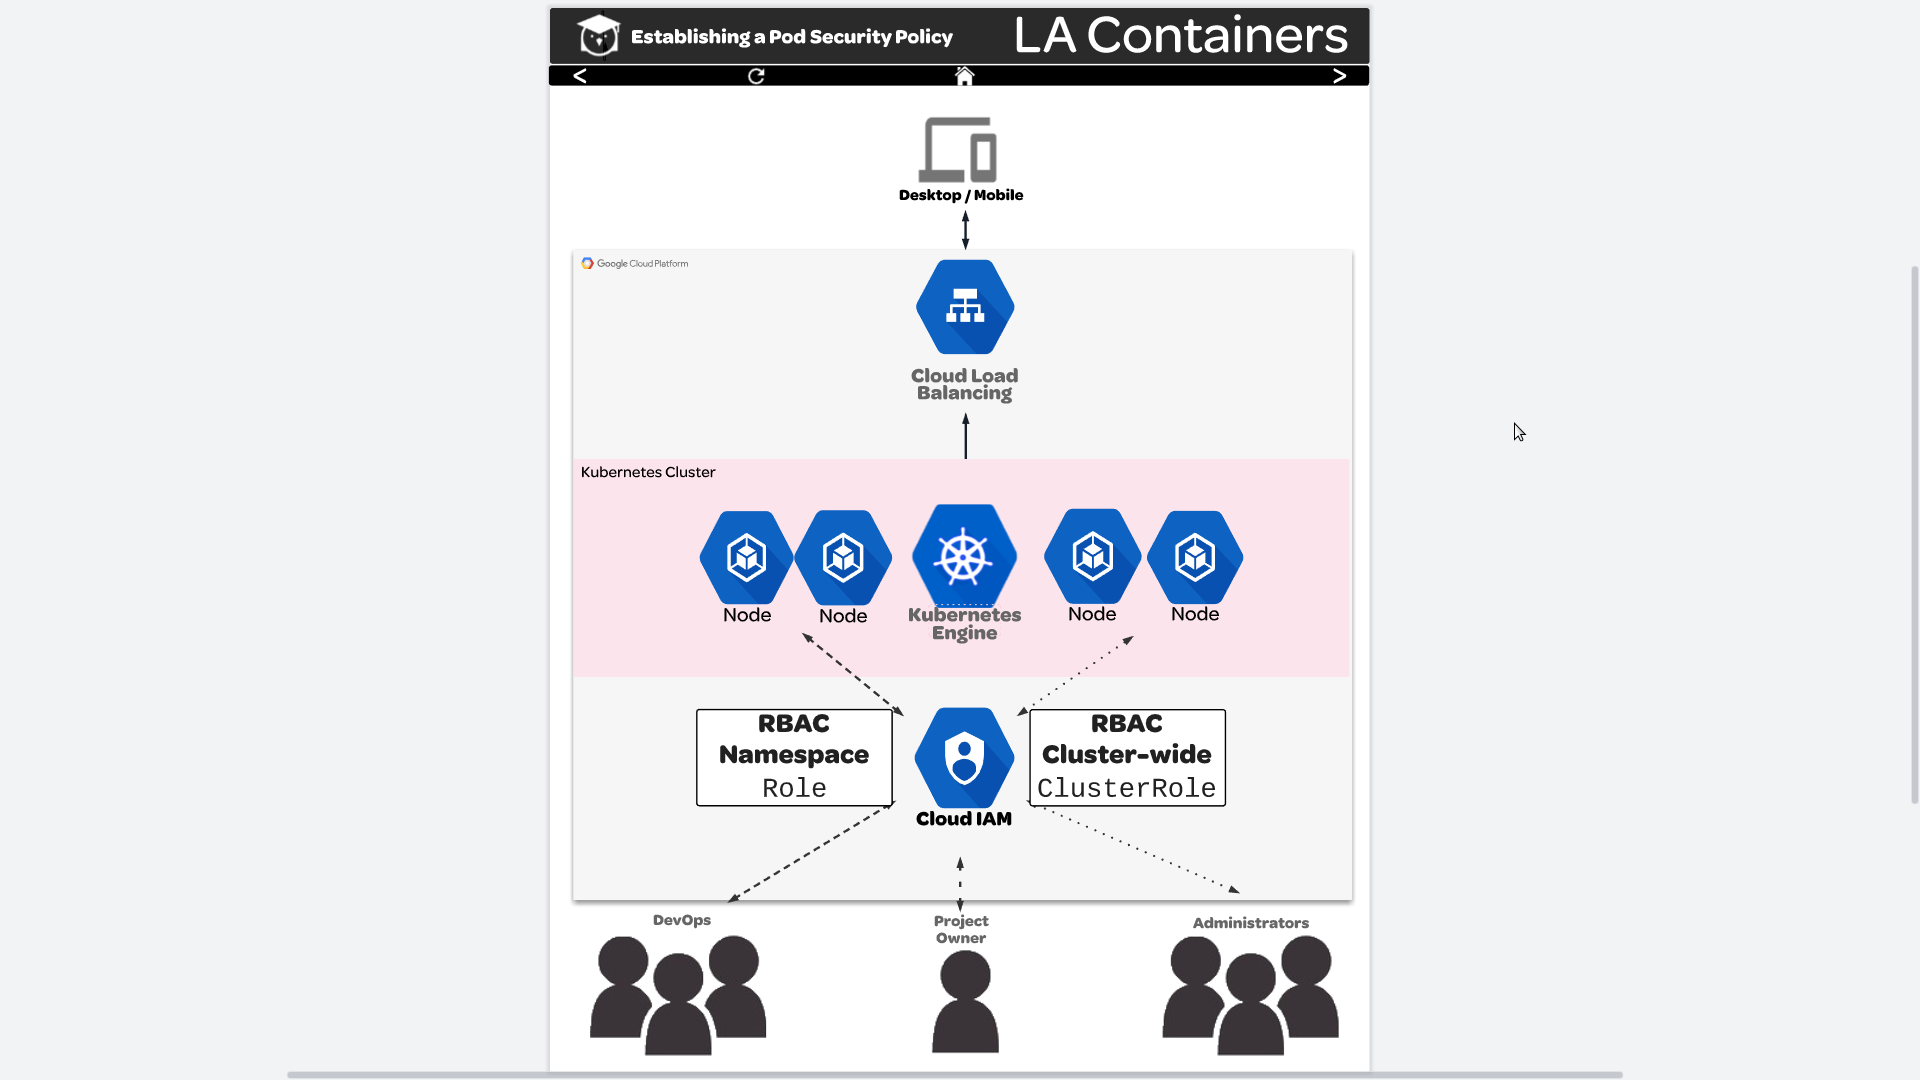 Establishing a Pod Security Policy
LA Containers
Desktop / Mobile
Google Cloud Platform
Cloud Load
Balancing
Kubernetes Cluster
Node
Node
Kubernetes
Engine
Node
Node
RBAC
Namespace
Role
Cloud IAM
RBAC
Cluster-wide
ClusterRole
DevOps
Project
Owner
Administrators